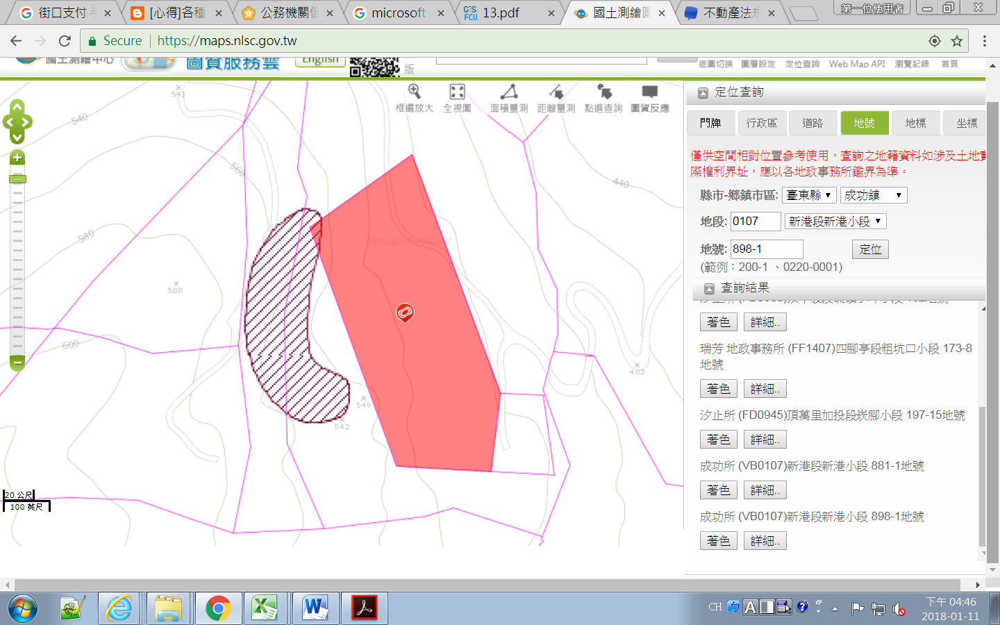 街口支付 手
[心得]各種
公務機關信
microsoft
13.pdf
國土測繪圖
不動產法規
第一位使用者
Secure https://maps.nlsc.gov.tw
國土測繪中心 圖資服務雲 English 版
底圖切換 圖層設定 定位查詢 Web Map API 瀏覽記錄 首頁
框選放大 全視圖 面積量測 距離量測 點選查詢 圖資反應
541
540
560
580
588
600
440
463
549
542
20 公尺
100 英尺
定位查詢
門牌 行政區 道路 地號 地標 坐標
僅供空間相對位置參考使用，查詢之地籍資料如涉及土地實
際權利界址，應以各地政事務所鑑界為準。
縣市-鄉鎮市區: 臺東縣 成功鎮
地段: 0107 新港段新港小段
地號: 898-1 定位
(範例：200-1 、0220-0001)
查詢結果
著色 詳細..
瑞芳 地政事務所 (FF1407)四腳亭段粗坑口小段 173-8
地號
著色 詳細..
汐止所 (FD0945)頂萬里加投段崁腳小段 197-15地號
著色 詳細..
成功所 (VB0107)新港段新港小段 881-1地號
著色 詳細..
成功所 (VB0107)新港段新港小段 898-1地號
著色 詳細..
CH
下午 04:46
2018-01-11